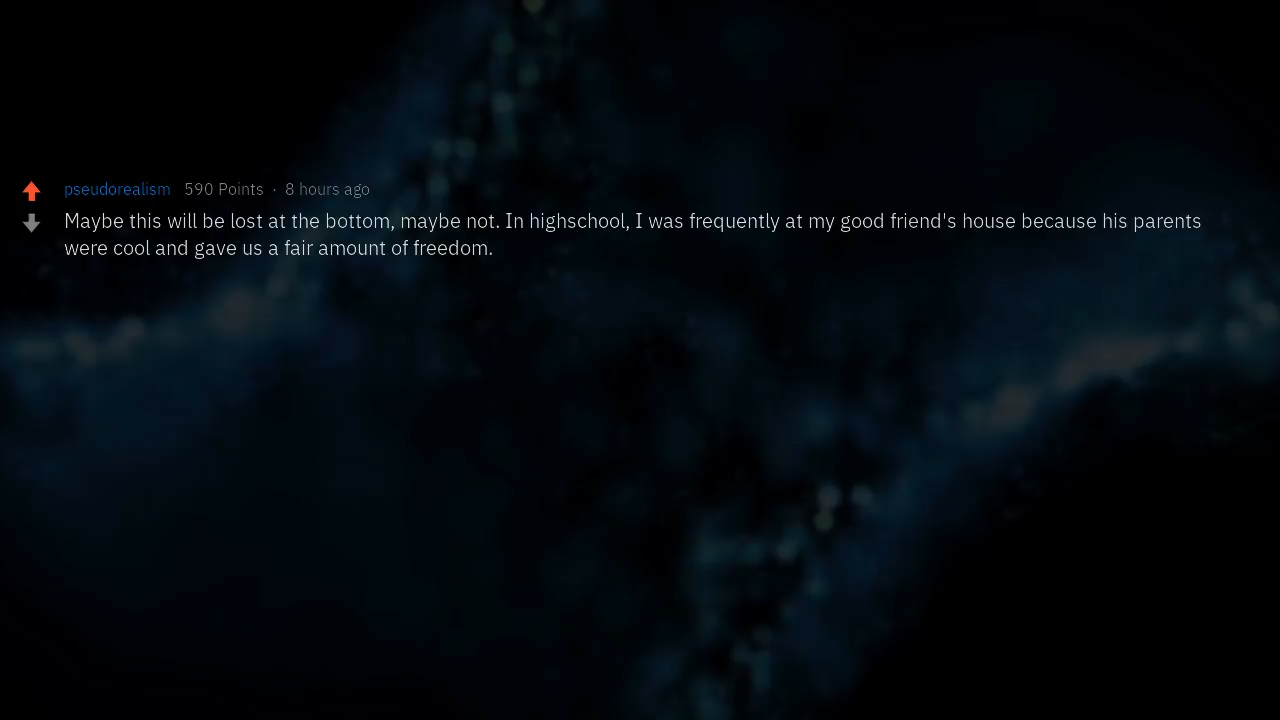 pseudorealism 590 Points · 8 hours ago
Maybe this will be lost at the bottom, maybe not. In highschool, I was frequently at my good friend's house because his parents
were cool and gave us a fair amount of freedom.